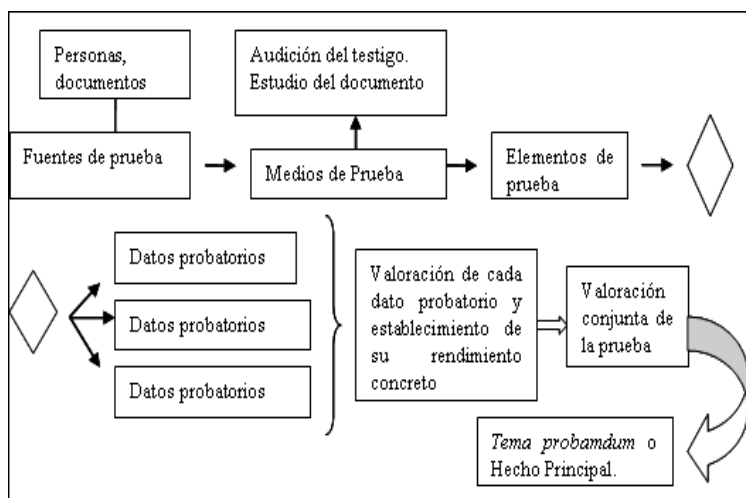 Personas,
documentos
Audición del testigo.
Estudio del documento
Fuentes de prueba
Medios de Prueba
Elementos de
prueba
Datos probatorios
Datos probatorios
Datos probatorios
Valoración de cada
dato probatorio y
establecimiento de
su rendimiento
concreto
Valoración
conjunta de
la prueba
Tema probamdum o
Hecho Principal.